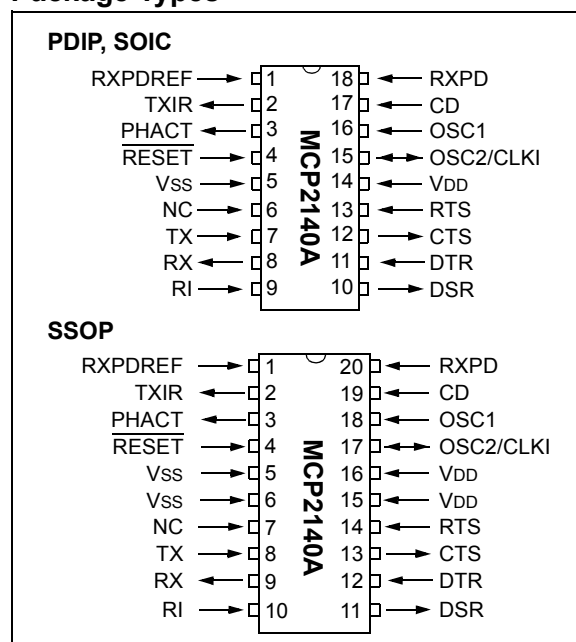 Package Types
PDIP, SOIC
RXPDREF 1 18 RXPD
TXIR 2 17 CD
PHACT 3 16 OSC1
RESET 4 15 OSC2/CLKI
VSS 5 14 VDD
NC 6 13 RTS
TX 7 12 CTS
RX 8 11 DTR
RI 9 10 DSR
MCP2140A
SSOP
RXPDREF 1 20 RXPD
TXIR 2 19 CD
PHACT 3 18 OSC1
RESET 4 17 OSC2/CLKI
VSS 5 16 VDD
VSS 6 15 VDD
NC 7 14 RTS
TX 8 13 CTS
RX 9 12 DTR
RI 10 11 DSR
MCP2140A